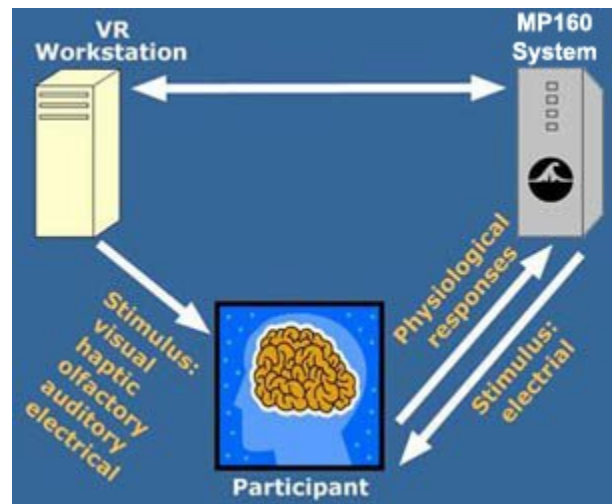 VR
Workstation
MP160
System
Stimulus:
visual
haptic
olfactory
auditory
electrical
Physiological
responses
Stimulus:
electrial
Participant